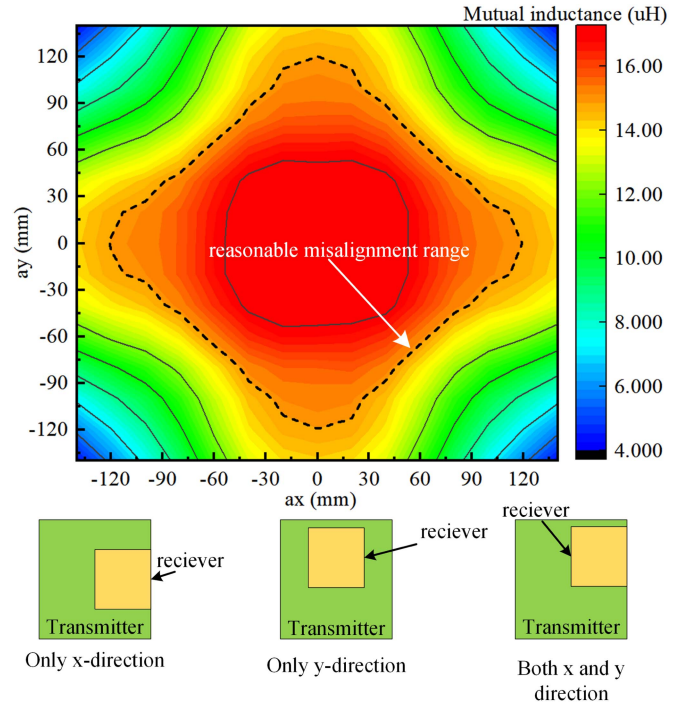 Mutual inductance (uH)
120
90
60
30
0
-30
-60
-90
-120
ay (mm)
reasonable misalignment range
-120
-90
-60
-30
0
30
60
90
120
ax (mm)
16.00
14.00
12.00
10.00
8.000
6.000
4.000
reciever
Transmitter
Only x-direction
reciever
Transmitter
Only y-direction
reciever
Transmitter
Both x and y
direction